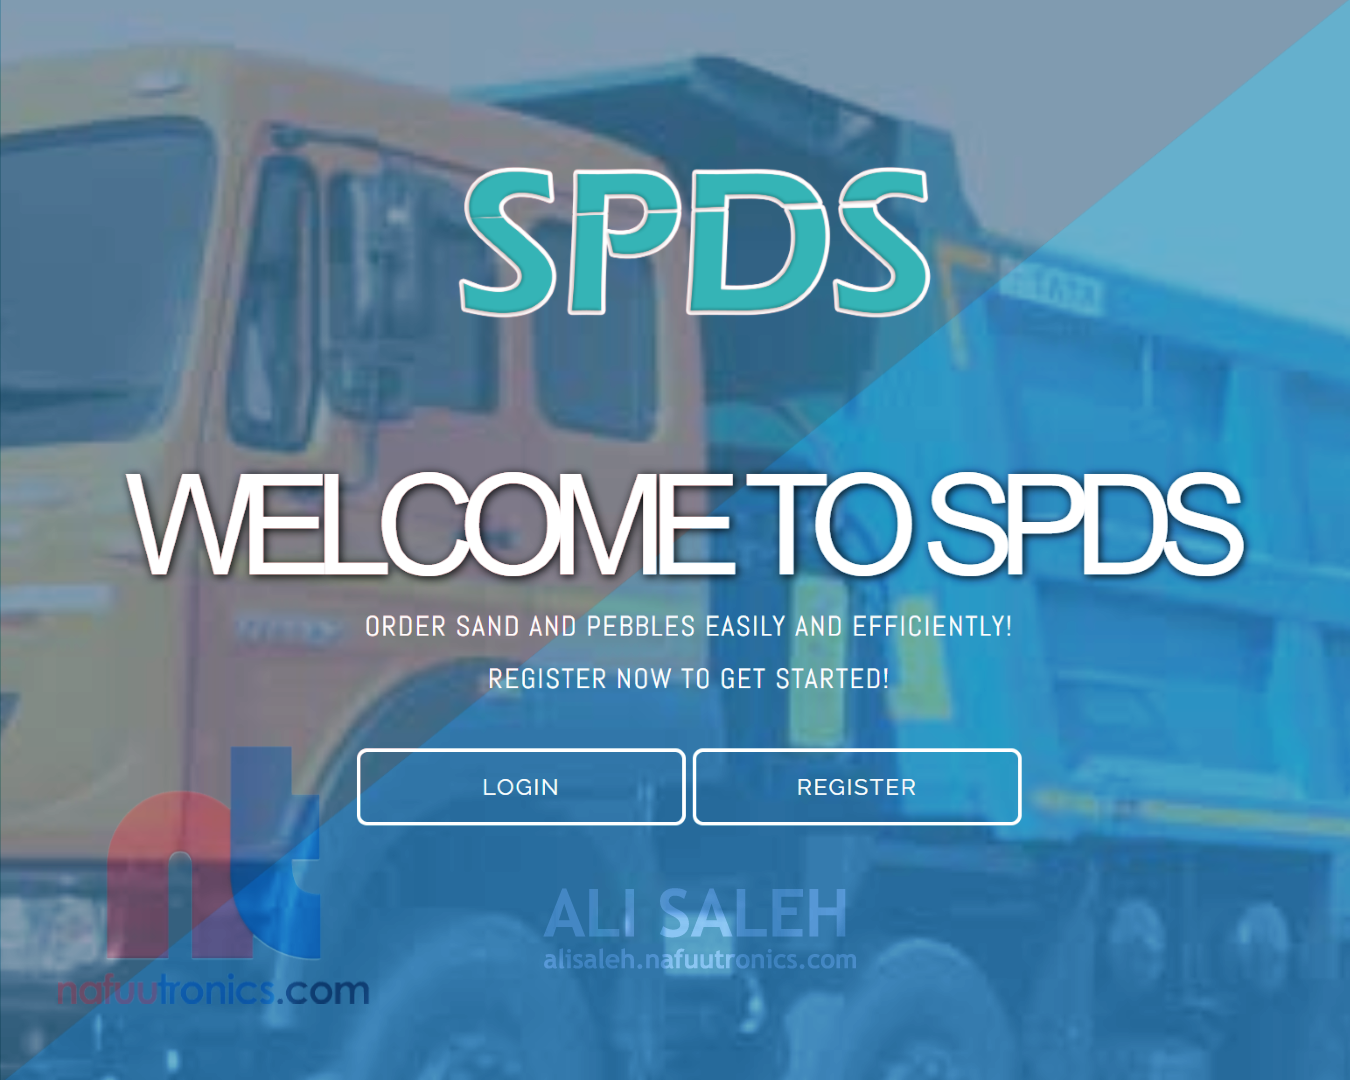 SPDS
WELCOME TO SPDS
ORDER SAND AND PEBBLES EASILY AND EFFICIENTLY!
REGISTER NOW TO GET STARTED!
LOGIN REGISTER
nt
nafuutronics.com
ALI SALEH
alisaleh.nafuutronics.com